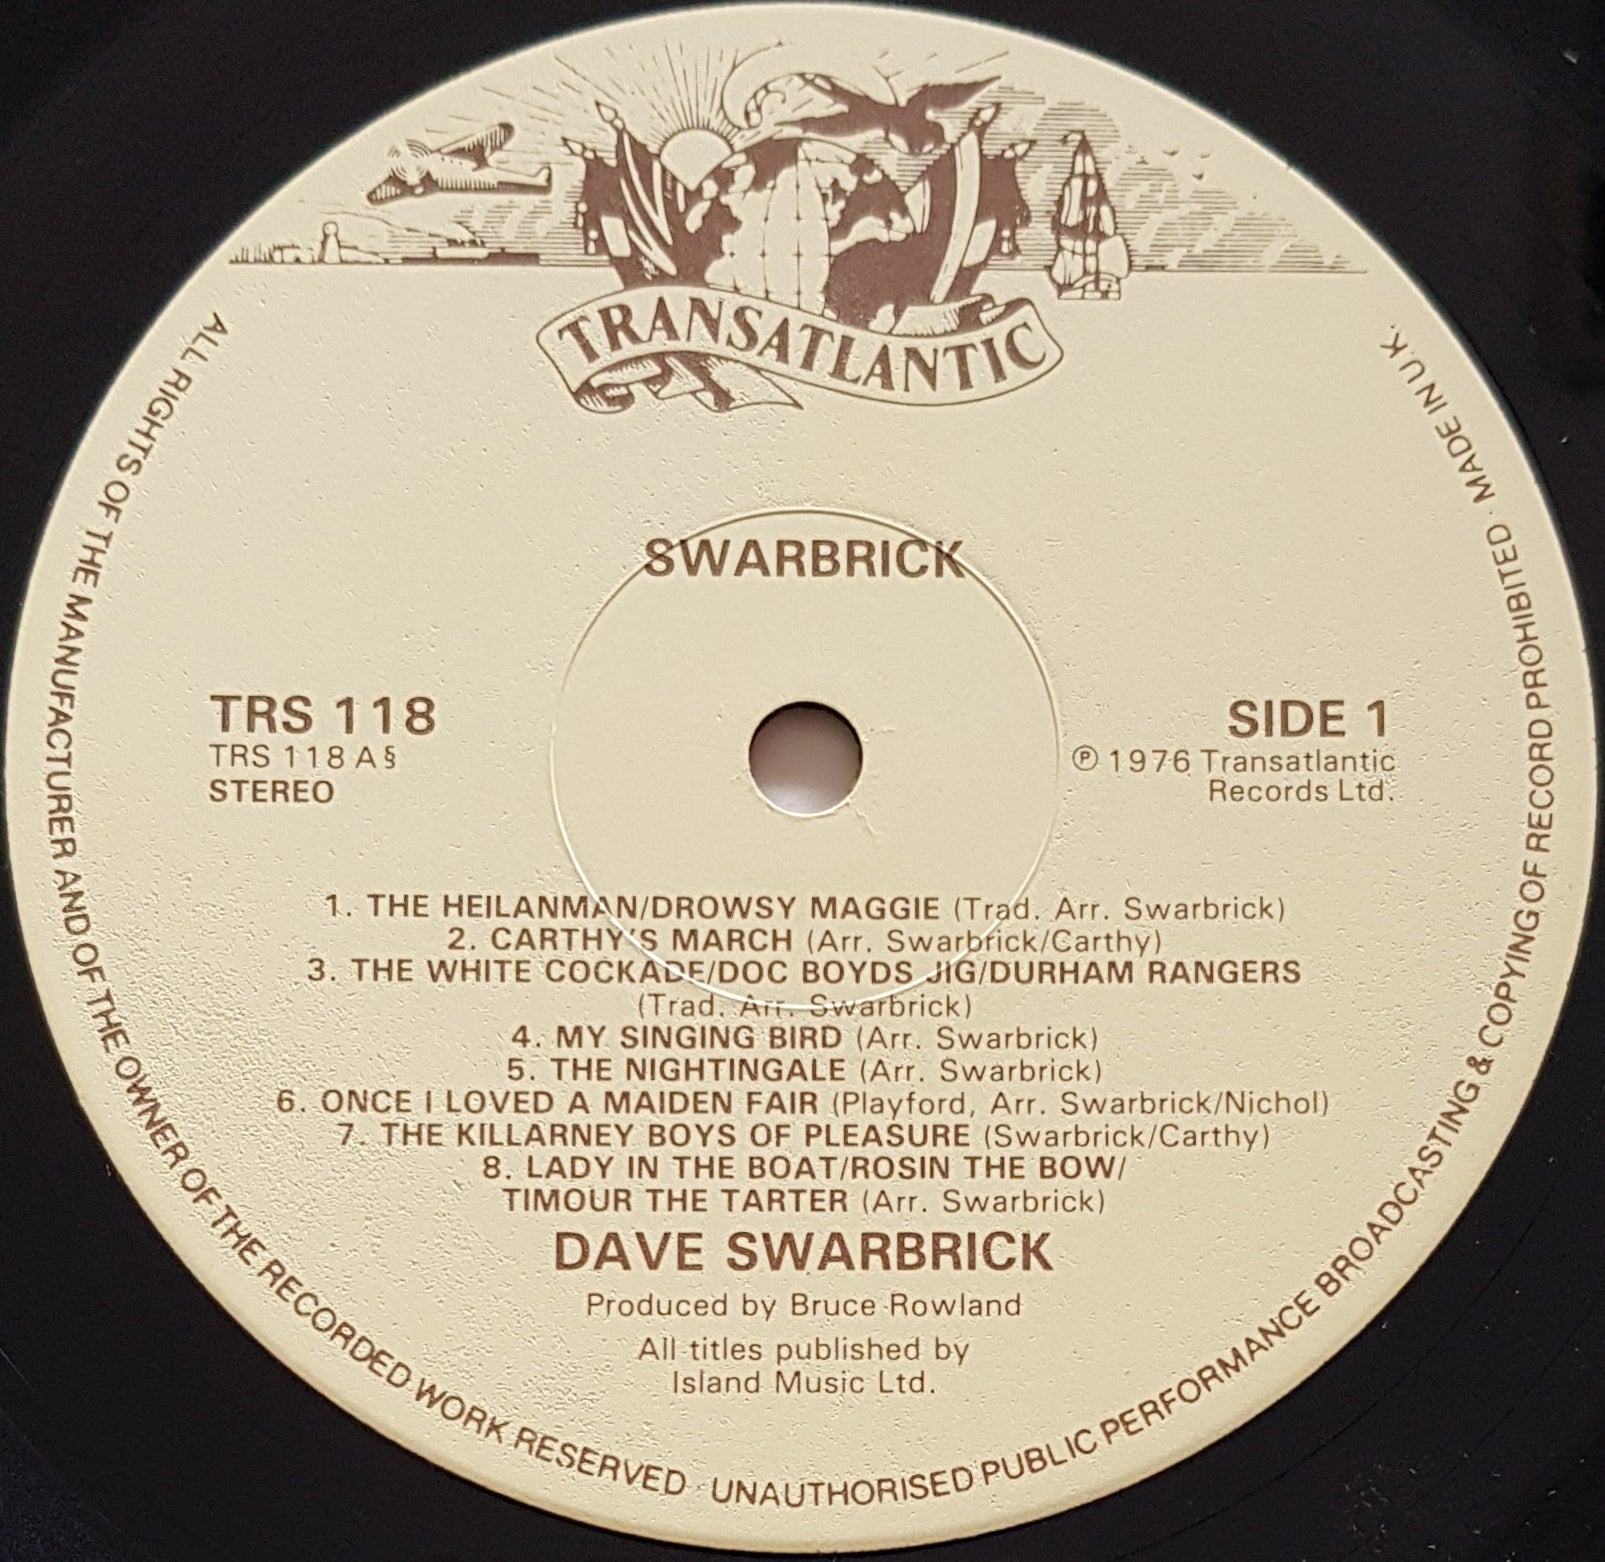 TRANSATLANTIC
SWARBRICK
TRS 118
TRS 118 A §
STEREO
SIDE 1
℗ 1976 Transatlantic
Records Ltd.
1. THE HEILANMAN/DROWSY MAGGIE (Trad. Arr. Swarbrick)
2. CARTHY'S MARCH (Arr. Swarbrick/Carthy)
3. THE WHITE COCKADE/DOC BOYDS JIG/DURHAM RANGERS
(Trad. Arr. Swarbrick)
4. MY SINGING BIRD (Arr. Swarbrick)
5. THE NIGHTINGALE (Arr. Swarbrick)
6. ONCE I LOVED A MAIDEN FAIR (Playford, Arr. Swarbrick/Nichol)
7. THE KILLARNEY BOYS OF PLEASURE (Swarbrick/Carthy)
8. LADY IN THE BOAT/ROSIN THE BOW/
TIMOUR THE TARTER (Arr. Swarbrick)
DAVE SWARBRICK
Produced by Bruce Rowland
All titles published by
Island Music Ltd.
ALL RIGHTS OF THE MANUFACTURER AND OF THE OWNER OF THE RECORDED WORK RESERVED · UNAUTHORISED PUBLIC PERFORMANCE BROADCASTING & COPYING OF RECORD PROHIBITED · MADE IN U.K.